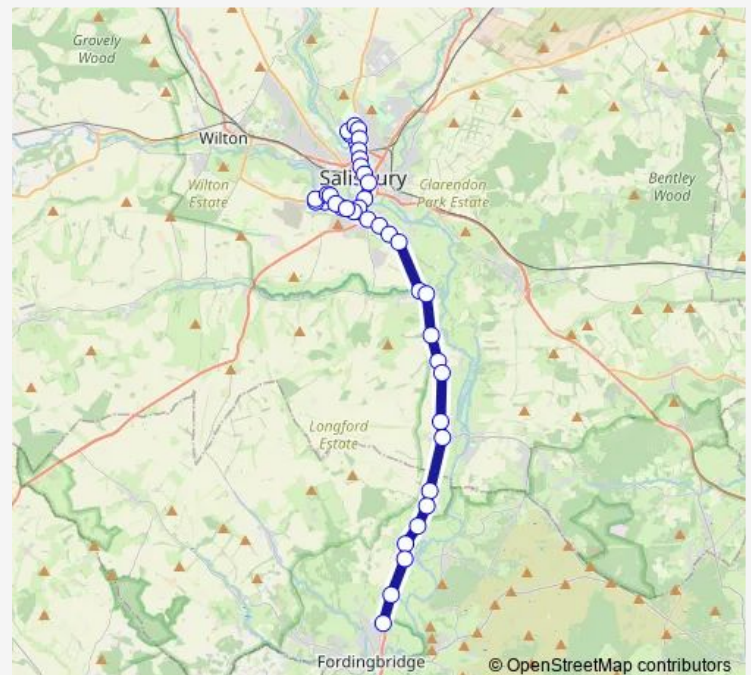 Grovely
Wood
Wilton
Salisbury
Wilton
Estate
Clarendon
Park Estate
Bentley
Wood
Longford
Estate
Fordingbridge
© OpenStreetMap contributors